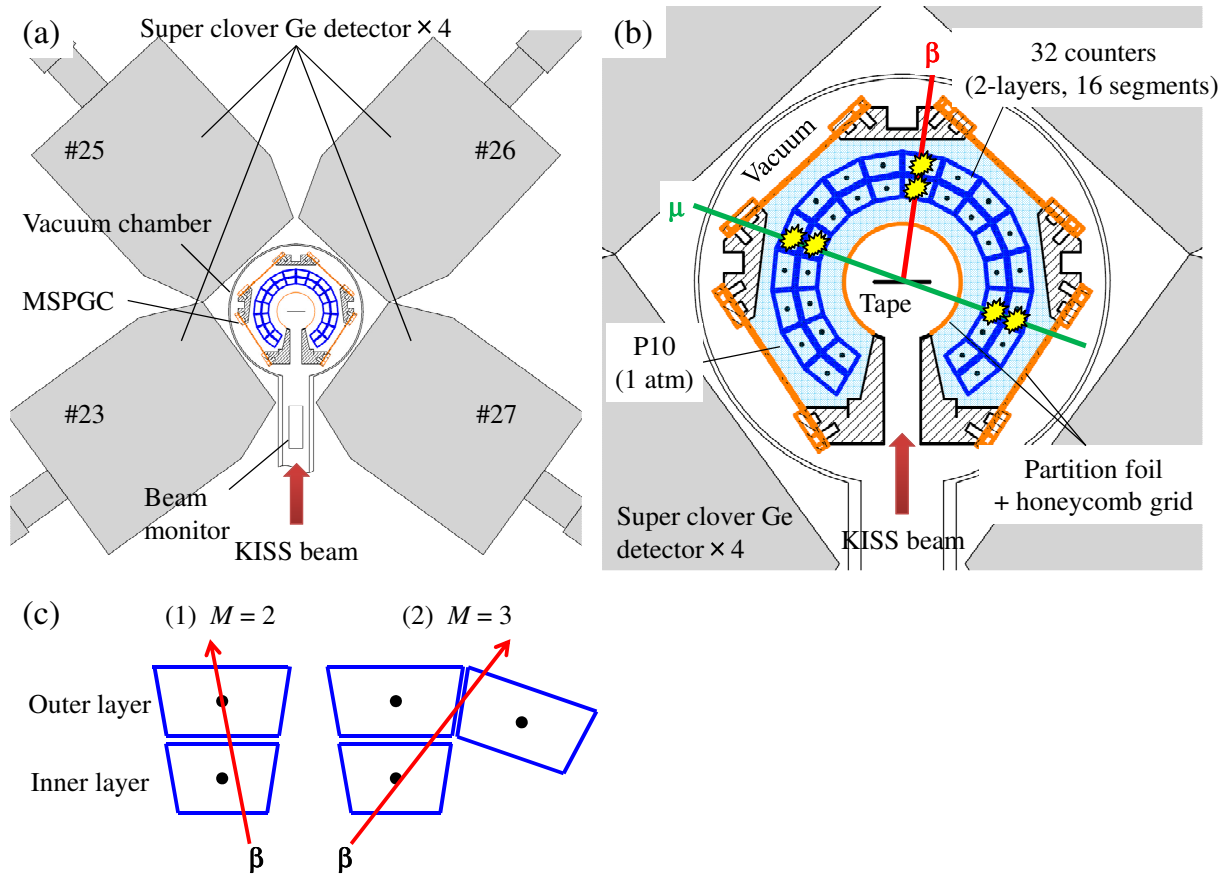 (a)
Super clover Ge detector × 4
#25
#26
Vacuum chamber
MSPGC
#23
#27
Beam
monitor
KISS beam
(b)
β
32 counters
(2-layers, 16 segments)
Vacuum
μ
Tape
P10
(1 atm)
Partition foil
+ honeycomb grid
Super clover Ge
detector × 4
KISS beam
(c)
(1) M = 2
(2) M = 3
Outer layer
Inner layer
β
β